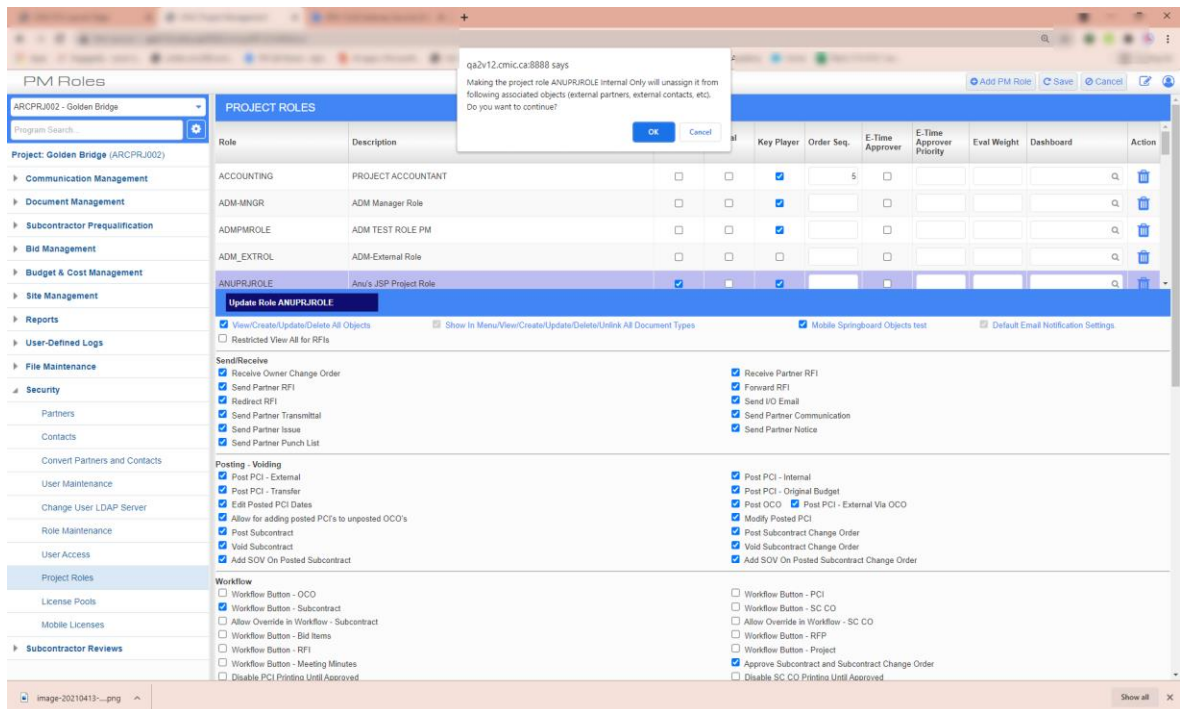 qa2v12.cmic.ca:8888 says
Making the project role ANUPRJROLE Internal Only will unassign it from
following associated objects (external partners, external contacts, etc).
Do you want to continue?
OK Cancel
PM Roles
Add PM Role Save Cancel
ARCPRJ002 - Golden Bridge
Program Search...
Project: Golden Bridge (ARCPRJ002)
Communication Management
Document Management
Subcontractor Prequalification
Bid Management
Budget & Cost Management
Site Management
Reports
User-Defined Logs
File Maintenance
Security
Partners
Contacts
Convert Partners and Contacts
User Maintenance
Change User LDAP Server
Role Maintenance
User Access
Project Roles
License Pools
Mobile Licenses
Subcontractor Reviews
PROJECT ROLES
Role Description Key Player Order Seq. E-Time Approver E-Time Approver Priority Eval Weight Dashboard Action
ACCOUNTING PROJECT ACCOUNTANT 5
ADM-MNGR ADM Manager Role
ADMPMROLE ADM TEST ROLE PM
ADM_EXTROL ADM-External Role
ANUPRJROLE Anu's JSP Project Role
Update Role ANUPRJROLE
View/Create/Update/Delete All Objects Show In Menu/View/Create/Update/Delete/Unlink All Document Types Mobile Springboard Objects test Default Email Notification Settings
Restricted View All for RFIs
Send/Receive
Receive Owner Change Order Receive Partner RFI
Send Partner RFI Forward RFI
Redirect RFI Send I/O Email
Send Partner Transmittal Send Partner Communication
Send Partner Issue Send Partner Notice
Send Partner Punch List
Posting - Voiding
Post PCI - External Post PCI - Internal
Post PCI - Transfer Post PCI - Original Budget
Edit Posted PCI Dates Post OCO Post PCI - External Via OCO
Allow for adding posted PCI's to unposted OCO's Modify Posted PCI
Post Subcontract Post Subcontract Change Order
Void Subcontract Void Subcontract Change Order
Add SOV On Posted Subcontract Add SOV On Posted Subcontract Change Order
Workflow
Workflow Button - OCO Workflow Button - PCI
Workflow Button - Subcontract Workflow Button - SC CO
Allow Override in Workflow - Subcontract Allow Override in Workflow - SC CO
Workflow Button - Bid Items Workflow Button - RFP
Workflow Button - RFI Workflow Button - Project
Workflow Button - Meeting Minutes Approve Subcontract and Subcontract Change Order
Disable PCI Printing Until Approved Disable SC CO Printing Until Approved
image-20210413-....png Show all